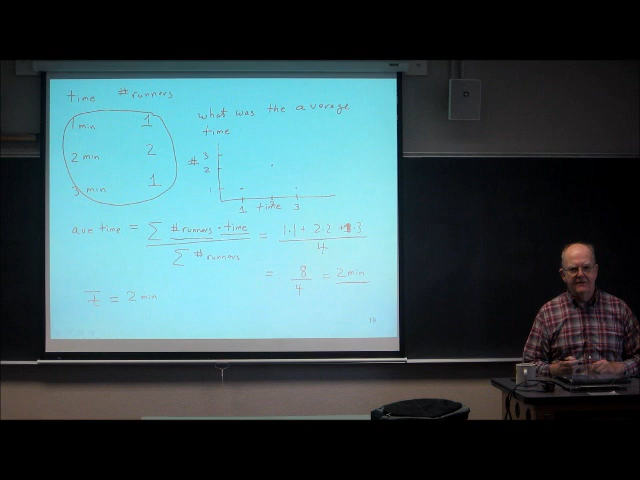 time # runners
1 min 1
2 min 2
3 min 1
what was the average
time
# 3
2
1
1 2 3
time
ave time = ∑ # runners · time / ∑ # runners = 1·1 + 2·2 + 1·3 / 4
= 8 / 4 = 2 min
t̅ = 2 min